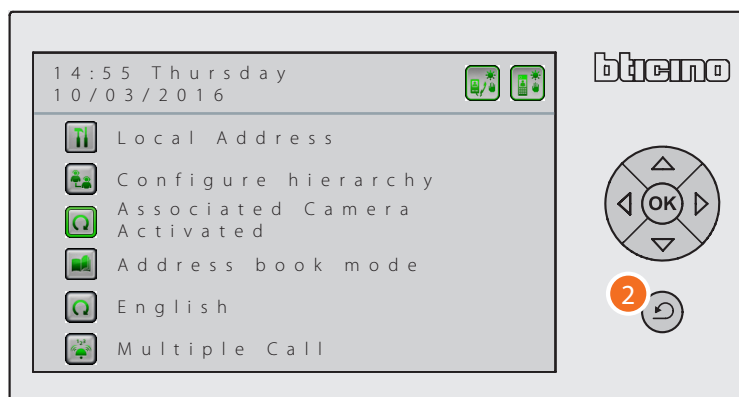 14:55 Thursday
10/03/2016
bticino
Local Address
Configure hierarchy
Associated Camera
Activated
OK
Address book mode
2
English
Multiple Call